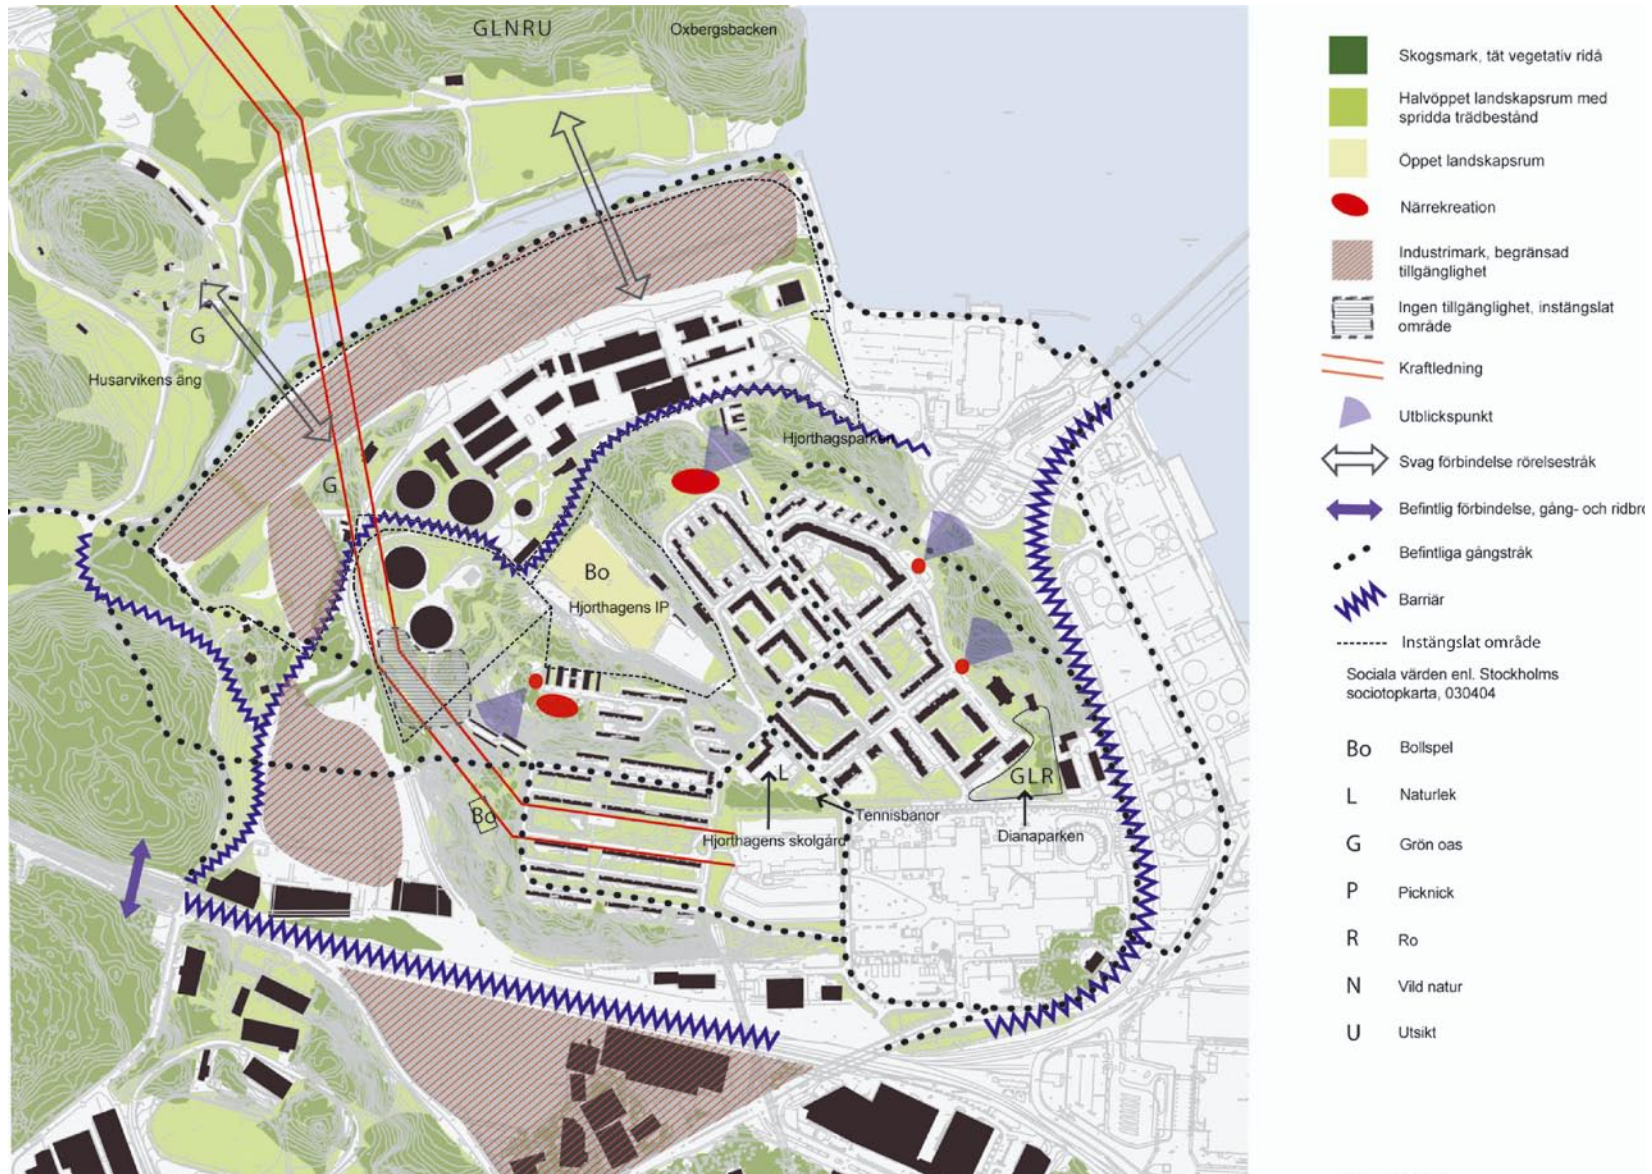 GLNRU
Oxbergsbacken
G
Husarvikens äng
G
Hjorthagsparken
Bo
Hjorthagens IP
L
GLR
Bo
Tennisbanor
Hjorthagens skolgård
Dianaparken
Skogsmark, tät vegetativ ridå
Halvöppet landskapsrum med
spridda trädbestånd
Öppet landskapsrum
Närrekreation
Industrimark, begränsad
tillgänglighet
Ingen tillgänglighet, instängslat
område
Kraftledning
Utblickspunkt
Svag förbindelse rörelsestråk
Befintlig förbindelse, gång- och ridbro
Befintliga gångstråk
Barriär
Instängslat område
Sociala värden enl. Stockholms
sociotopkarta, 030404
Bo Bollspel
L Naturlek
G Grön oas
P Picknick
R Ro
N Vild natur
U Utsikt